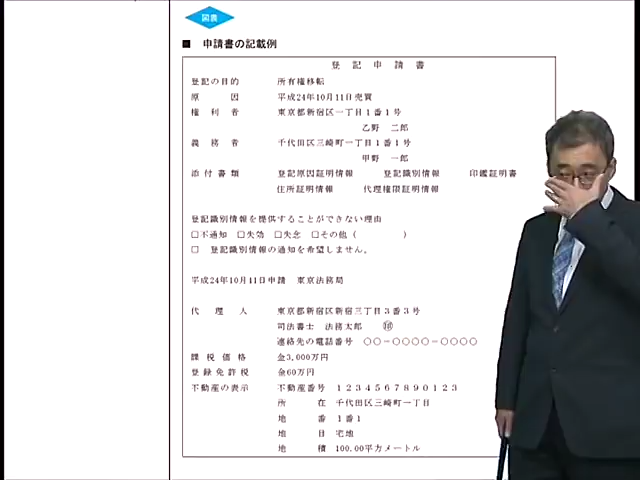 図表
■ 申請書の記載例
登 記 申 請 書
登記の目的 所有権移転
原 因 平成24年10月11日売買
権 利 者 東京都新宿区一丁目1番1号
乙野 二郎
義 務 者 千代田区三崎町一丁目1番1号
甲野 一郎
添 付 書 類 登記原因証明情報 登記識別情報 印鑑証明書
住所証明情報 代理権限証明情報
登記識別情報を提供することができない理由
□不通知 □失効 □失念 □その他( )
□ 登記識別情報の通知を希望しません。
平成24年10月11日申請 東京法務局
代 理 人 東京都新宿区新宿三丁目3番3号
司法書士 法務太郎 ㊞
連絡先の電話番号 ○○-○○○○-○○○○
課 税 価 格 金3,000万円
登 録 免 許 税 金60万円
不動産の表示 不動産番号 1234567890123
所 在 千代田区三崎町一丁目
地 番 1番1
地 目 宅地
地 積 100.00平方メートル